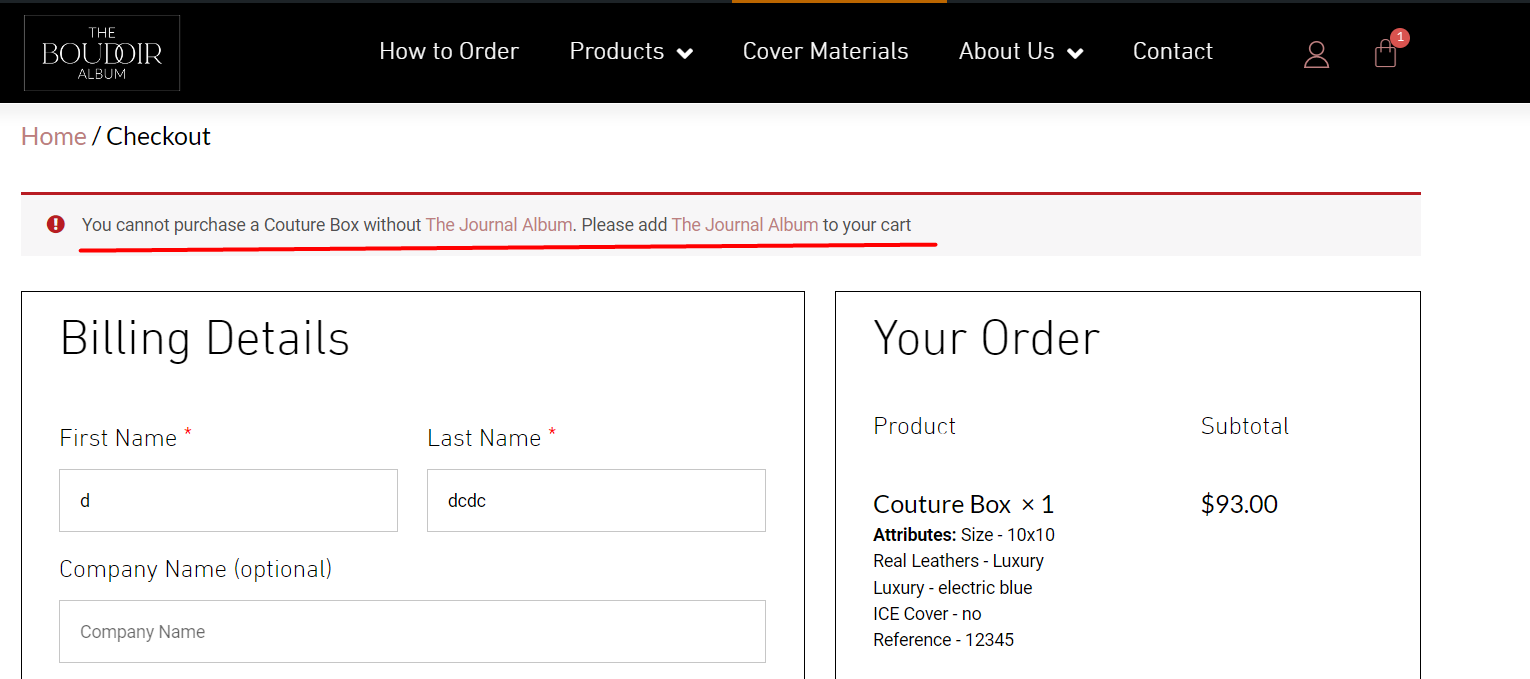 THE
BOUDOIR
ALBUM
How to Order
Products
Cover Materials
About Us
Contact
1
Home / Checkout
You cannot purchase a Couture Box without The Journal Album. Please add The Journal Album to your cart
Billing Details
First Name *
Last Name *
d
dcdc
Company Name (optional)
Company Name
Your Order
Product
Subtotal
Couture Box × 1
$93.00
Attributes: Size - 10x10
Real Leathers - Luxury
Luxury - electric blue
ICE Cover - no
Reference - 12345